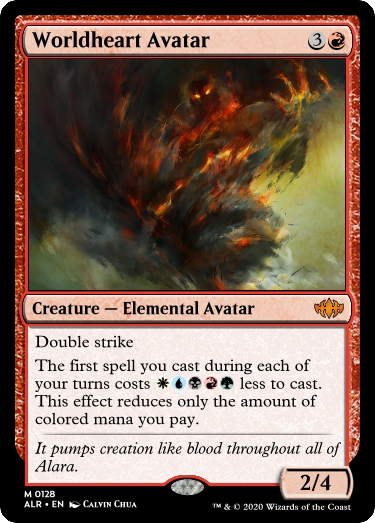 Worldheart Avatar 3
Creature — Elemental Avatar
Double strike
The first spell you cast during each of
your turns costs less to cast.
This effect reduces only the amount of
colored mana you pay.
It pumps creation like blood throughout all of
Alara.
2/4
M 0128
ALR • EN Calvin Chua
™ & © 2020 Wizards of the Coast